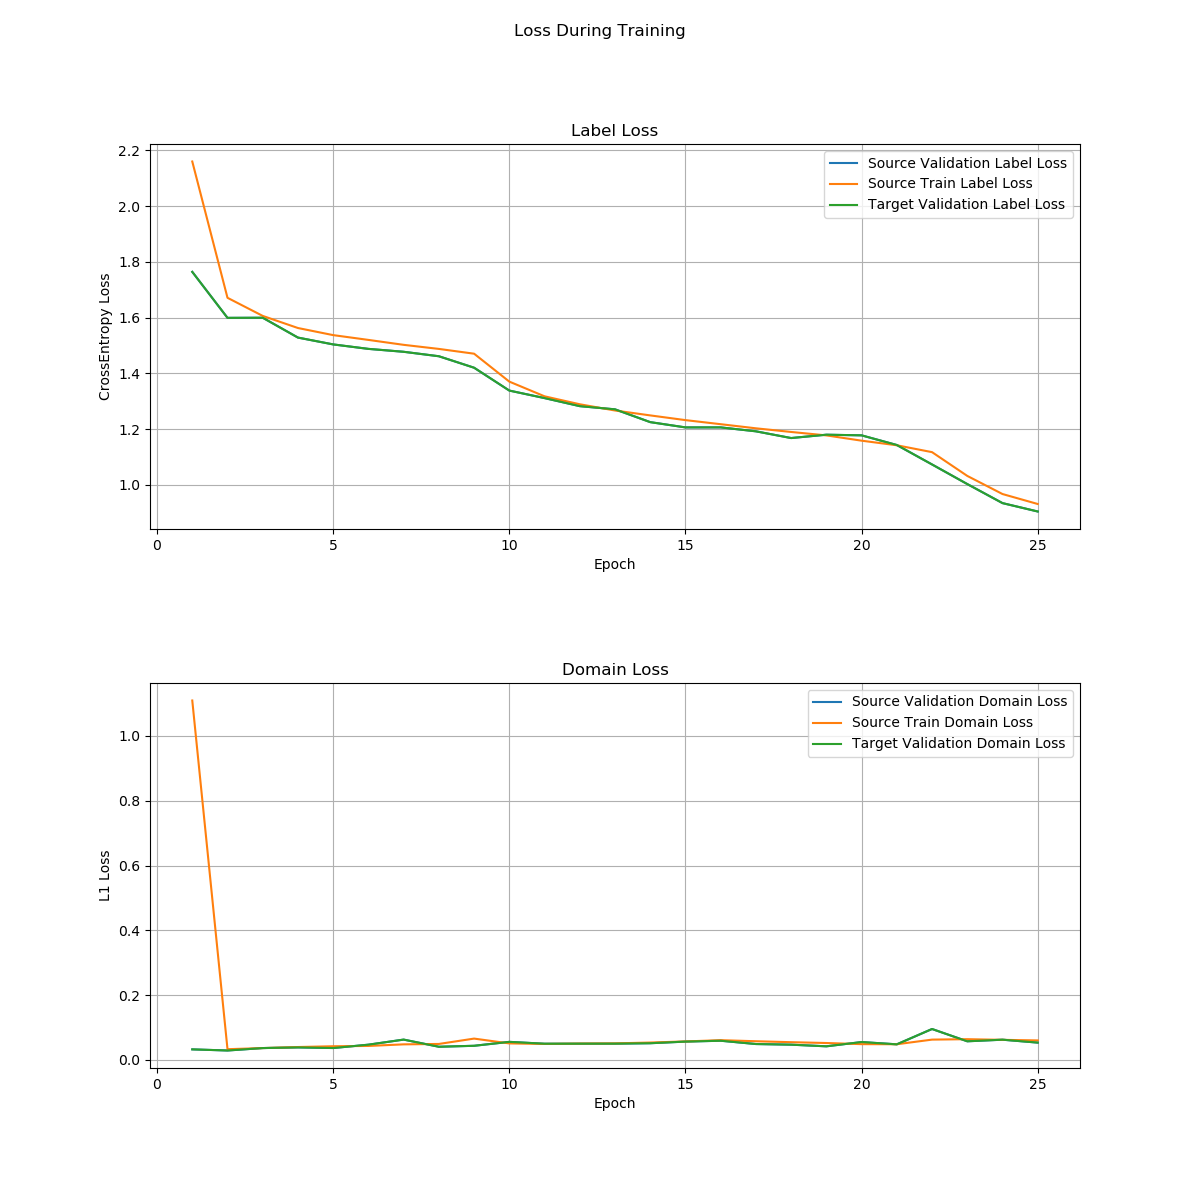 Loss During Training
Label Loss
2.2
2.0
1.8
1.6
1.4
1.2
1.0
CrossEntropy Loss
Source Validation Label Loss
Source Train Label Loss
Target Validation Label Loss
0
5
10
15
20
25
Epoch
Domain Loss
1.0
0.8
0.6
0.4
0.2
0.0
L1 Loss
Source Validation Domain Loss
Source Train Domain Loss
Target Validation Domain Loss
0
5
10
15
20
25
Epoch